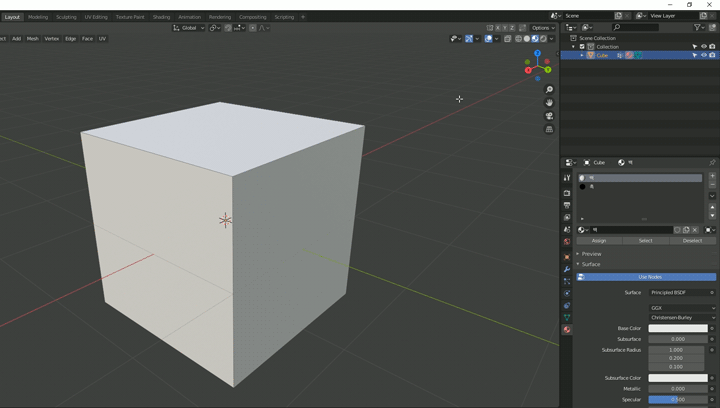 Layout Modeling Sculpting UV Editing Texture Paint Shading Animation Rendering Compositing Scripting +
Scene View Layer
Global
X Y Z Options
Add Mesh Vertex Edge Face UV
Scene Collection
Collection
Cube
Z
Y
X
Cube 벽
벽
벽
Assign Select Deselect
Preview
Surface
Use Nodes
Surface Principled BSDF
GGX
Christensen-Burley
Base Color
Subsurface 0.000
Subsurface Radius 1.000
0.200
0.100
Subsurface Color
Metallic 0.000
Specular 0.500